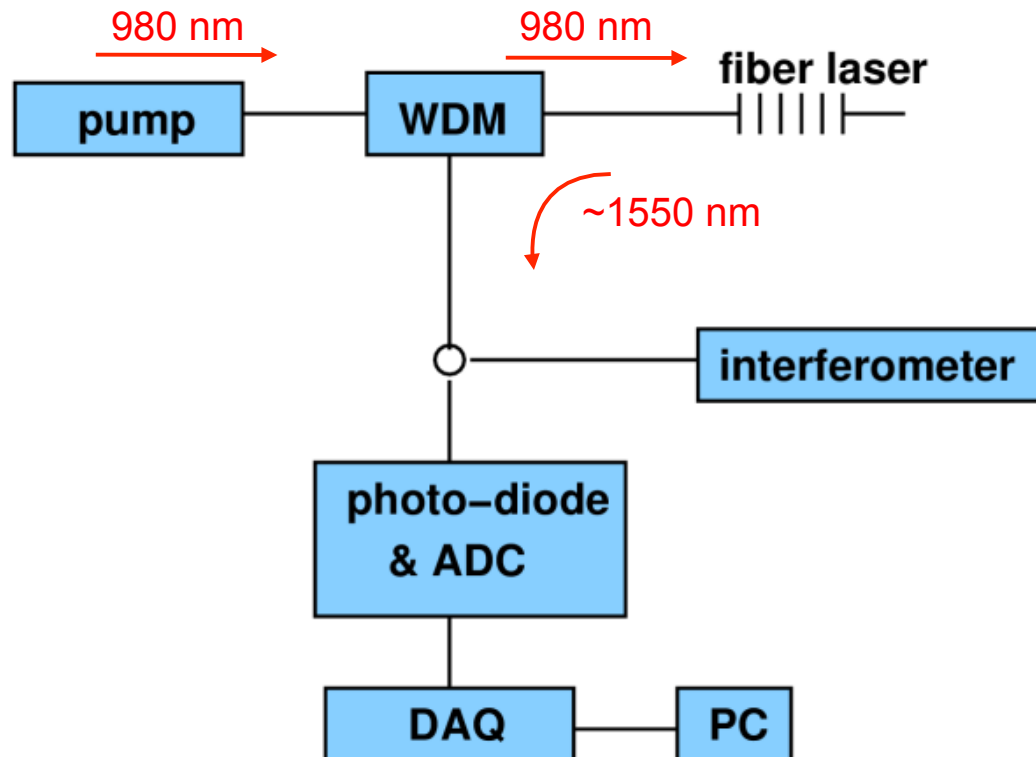 980 nm
980 nm
fiber laser
pump
WDM
~1550 nm
interferometer
photo–diode
& ADC
DAQ
PC